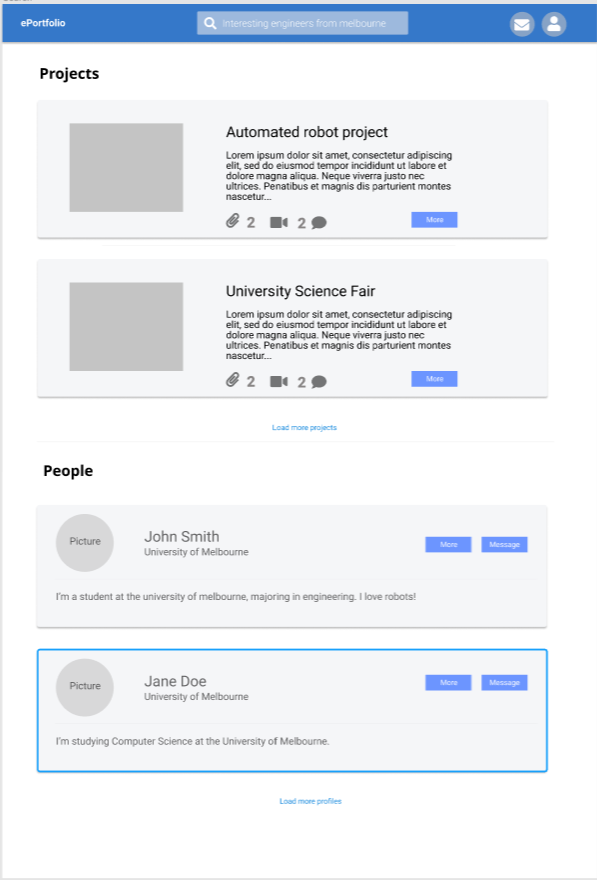 ePortfolio
Interesting engineers from melbourne
Projects
Automated robot project
Lorem ipsum dolor sit amet, consectetur adipiscing
elit, sed do eiusmod tempor incididunt ut labore et
dolore magna aliqua. Neque viverra justo nec
ultrices. Penatibus et magnis dis parturient montes
nascetur...
2 2
More
University Science Fair
Lorem ipsum dolor sit amet, consectetur adipiscing
elit, sed do eiusmod tempor incididunt ut labore et
dolore magna aliqua. Neque viverra justo nec
ultrices. Penatibus et magnis dis parturient montes
nascetur...
2 2
More
Load more projects
People
Picture
John Smith
University of Melbourne
More
Message
I'm a student at the university of melbourne, majoring in engineering. I love robots!
Picture
Jane Doe
University of Melbourne
More
Message
I'm studying Computer Science at the University of Melbourne.
Load more profiles